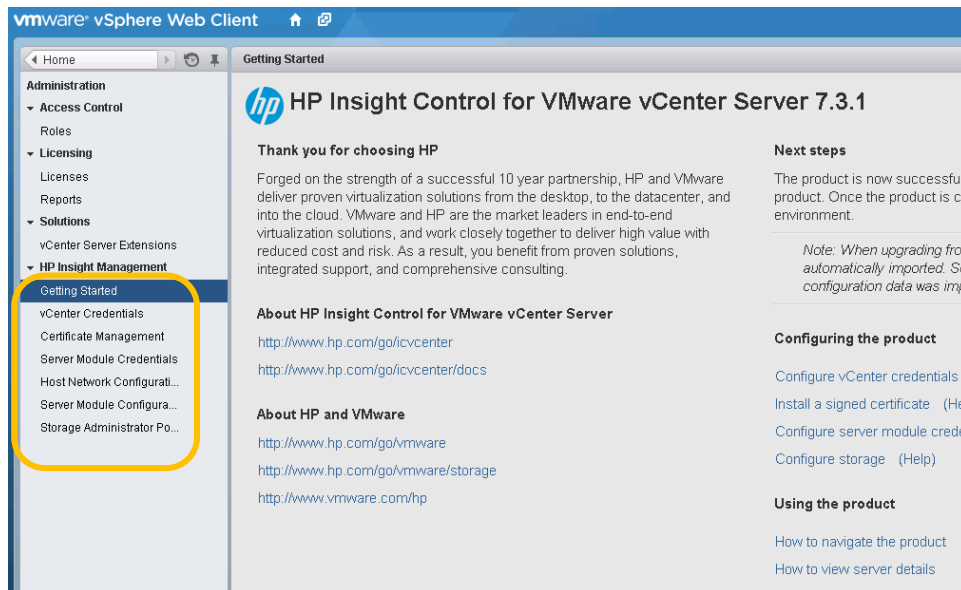 vmware® vSphere Web Client
Home
Administration
Access Control
Roles
Licensing
Licenses
Reports
Solutions
vCenter Server Extensions
HP Insight Management
Getting Started
vCenter Credentials
Certificate Management
Server Module Credentials
Host Network Configurati...
Server Module Configura...
Storage Administrator Po...
Getting Started
hp
HP Insight Control for VMware vCenter Server 7.3.1
Thank you for choosing HP
Forged on the strength of a successful 10 year partnership, HP and VMware
deliver proven virtualization solutions from the desktop, to the datacenter, and
into the cloud. VMware and HP are the market leaders in end-to-end
virtualization solutions, and work closely together to deliver high value with
reduced cost and risk. As a result, you benefit from proven solutions,
integrated support, and comprehensive consulting.
About HP Insight Control for VMware vCenter Server
http://www.hp.com/go/icvcenter
http://www.hp.com/go/icvcenter/docs
About HP and VMware
http://www.hp.com/go/vmware
http://www.hp.com/go/vmware/storage
http://www.vmware.com/hp
Next steps
The product is now successfu
product. Once the product is c
environment.
Note: When upgrading fro
automatically imported. S
configuration data was im
Configuring the product
Configure vCenter credentials
Install a signed certificate (He
Configure server module crede
Configure storage (Help)
Using the product
How to navigate the product
How to view server details